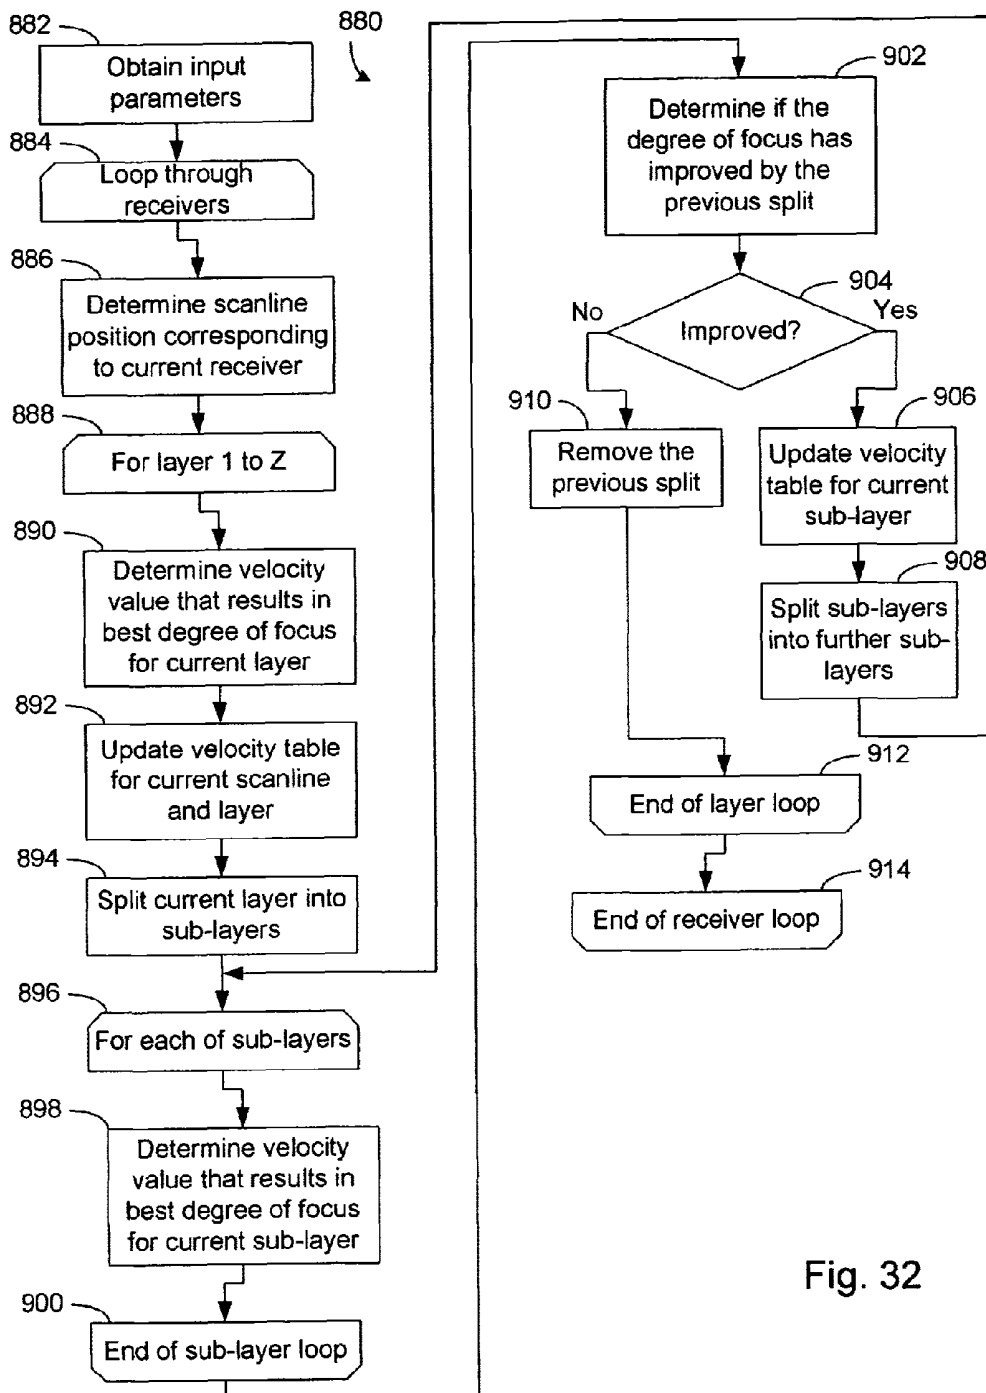 882
880
Obtain input
parameters
884
Loop through
receivers
886
Determine scanline
position corresponding
to current receiver
888
For layer 1 to Z
890
Determine velocity
value that results in
best degree of focus
for current layer
892
Update velocity table
for current scanline
and layer
894
Split current layer into
sub-layers
896
For each of sub-layers
898
Determine velocity
value that results in
best degree of focus
for current sub-layer
900
End of sub-layer loop
902
Determine if the
degree of focus has
improved by the
previous split
904
No
Yes
Improved?
910
Remove the
previous split
906
Update velocity
table for current
sub-layer
908
Split sub-layers
into further sub-
layers
912
End of layer loop
914
End of receiver loop
Fig. 32